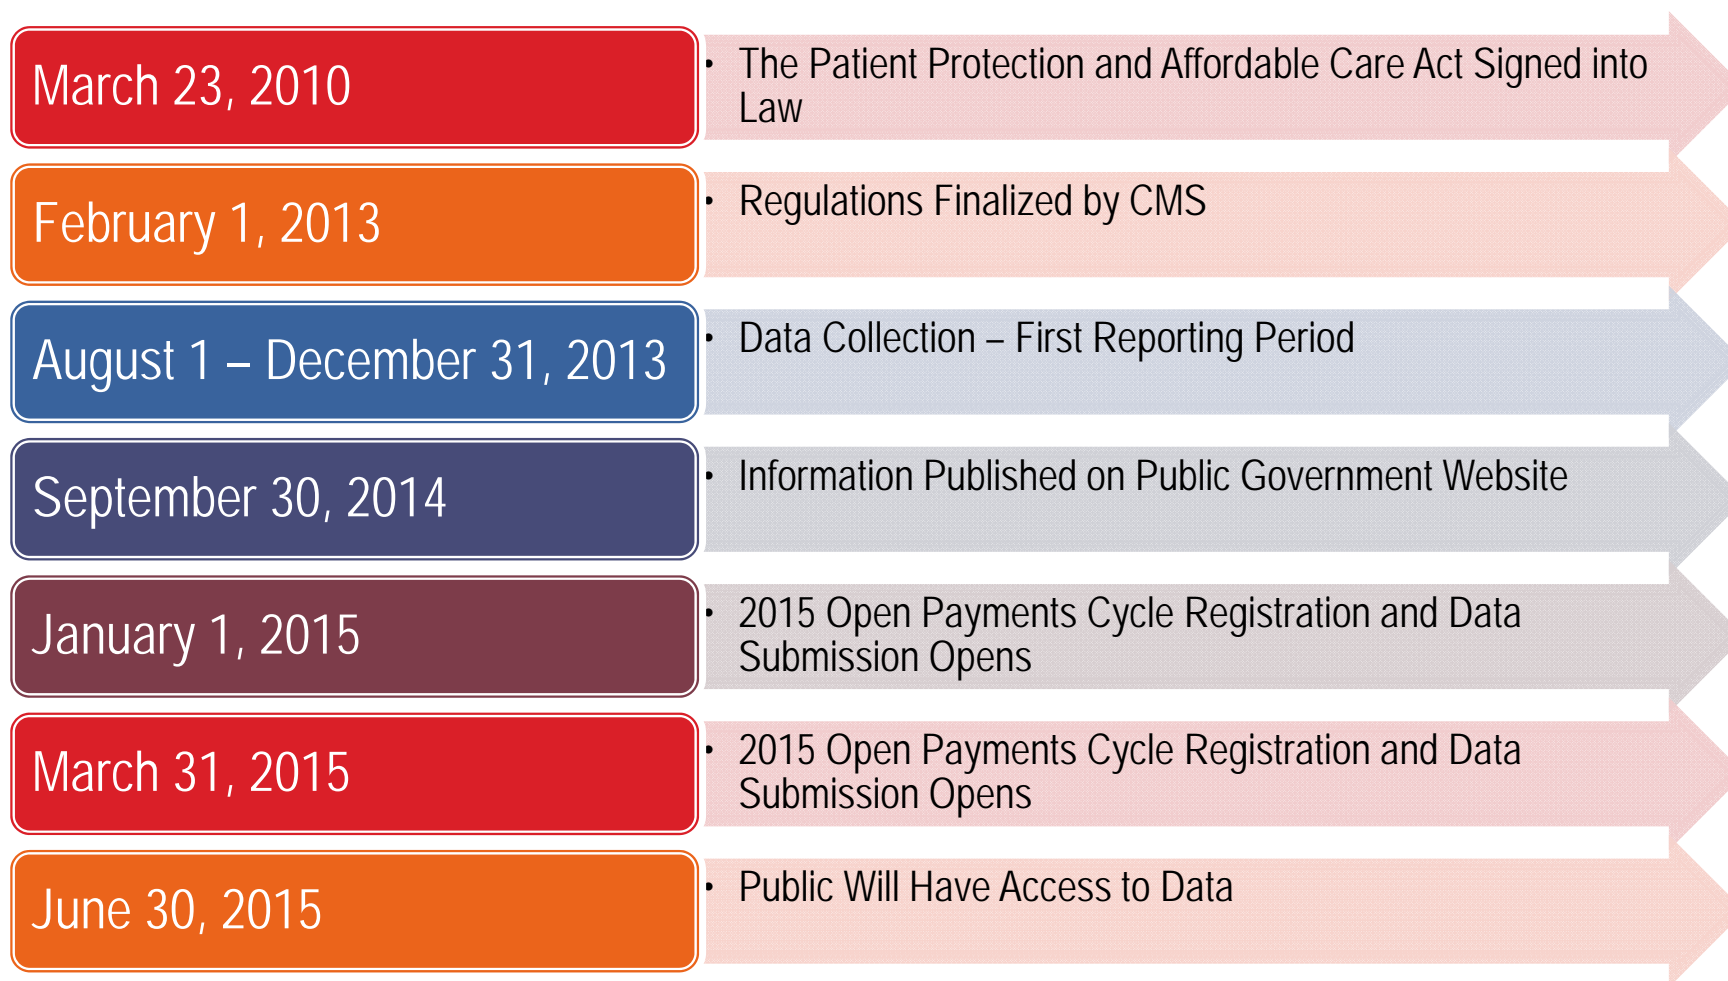 March 23, 2010
• The Patient Protection and Affordable Care Act Signed into
Law
February 1, 2013
• Regulations Finalized by CMS
August 1 – December 31, 2013
• Data Collection – First Reporting Period
September 30, 2014
• Information Published on Public Government Website
January 1, 2015
• 2015 Open Payments Cycle Registration and Data
Submission Opens
March 31, 2015
• 2015 Open Payments Cycle Registration and Data
Submission Opens
June 30, 2015
• Public Will Have Access to Data